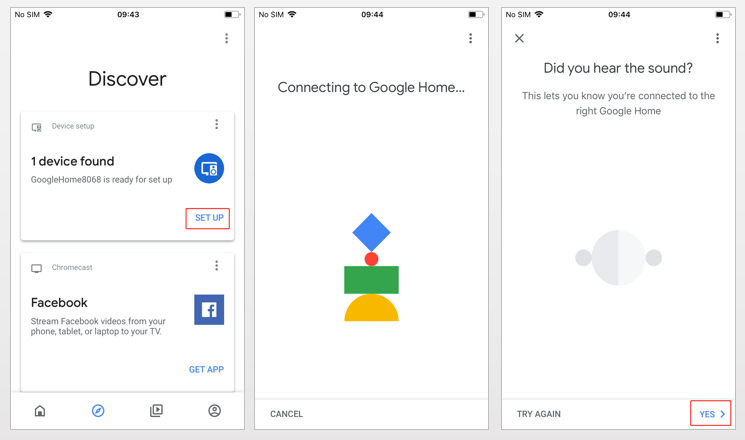 No SIM 09:43
Discover
Device setup
1 device found
GoogleHome8068 is ready for set up
SET UP
Chromecast
Facebook
Stream Facebook videos from your
phone, tablet, or laptop to your TV.
GET APP
No SIM 09:44
Connecting to Google Home...
CANCEL
No SIM 09:44
Did you hear the sound?
This lets you know you're connected to the
right Google Home
TRY AGAIN
YES